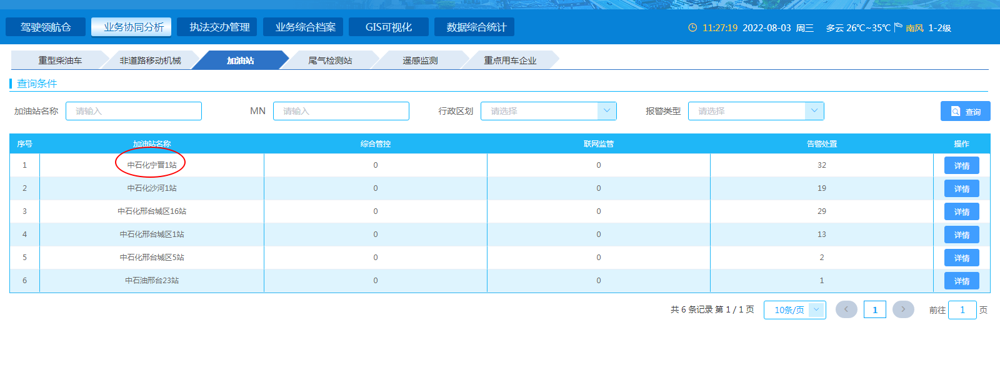 驾驶领航仓 业务协同分析 执法交办管理 业务综合档案 GIS可视化 数据综合统计 11:27:19 2022-08-03 周三 多云 26℃~35℃ 南风 1-2级
重型柴油车 非道路移动机械 加油站 尾气检测站 遥感监测 重点用车企业
查询条件
加油站名称 请输入 MN 请输入 行政区划 请选择 报警类型 请选择 查询
序号 加油站名称 综合管控 联网监管 告警处置 操作
1 中石化宁晋1站 0 0 32 详情
2 中石化沙河1站 0 0 19 详情
3 中石化邢台城区16站 0 0 29 详情
4 中石化邢台城区1站 0 0 13 详情
5 中石化邢台城区5站 0 0 2 详情
6 中石油邢台23站 0 0 1 详情
共 6 条记录 第 1 / 1 页 10条/页 1 前往 1 页